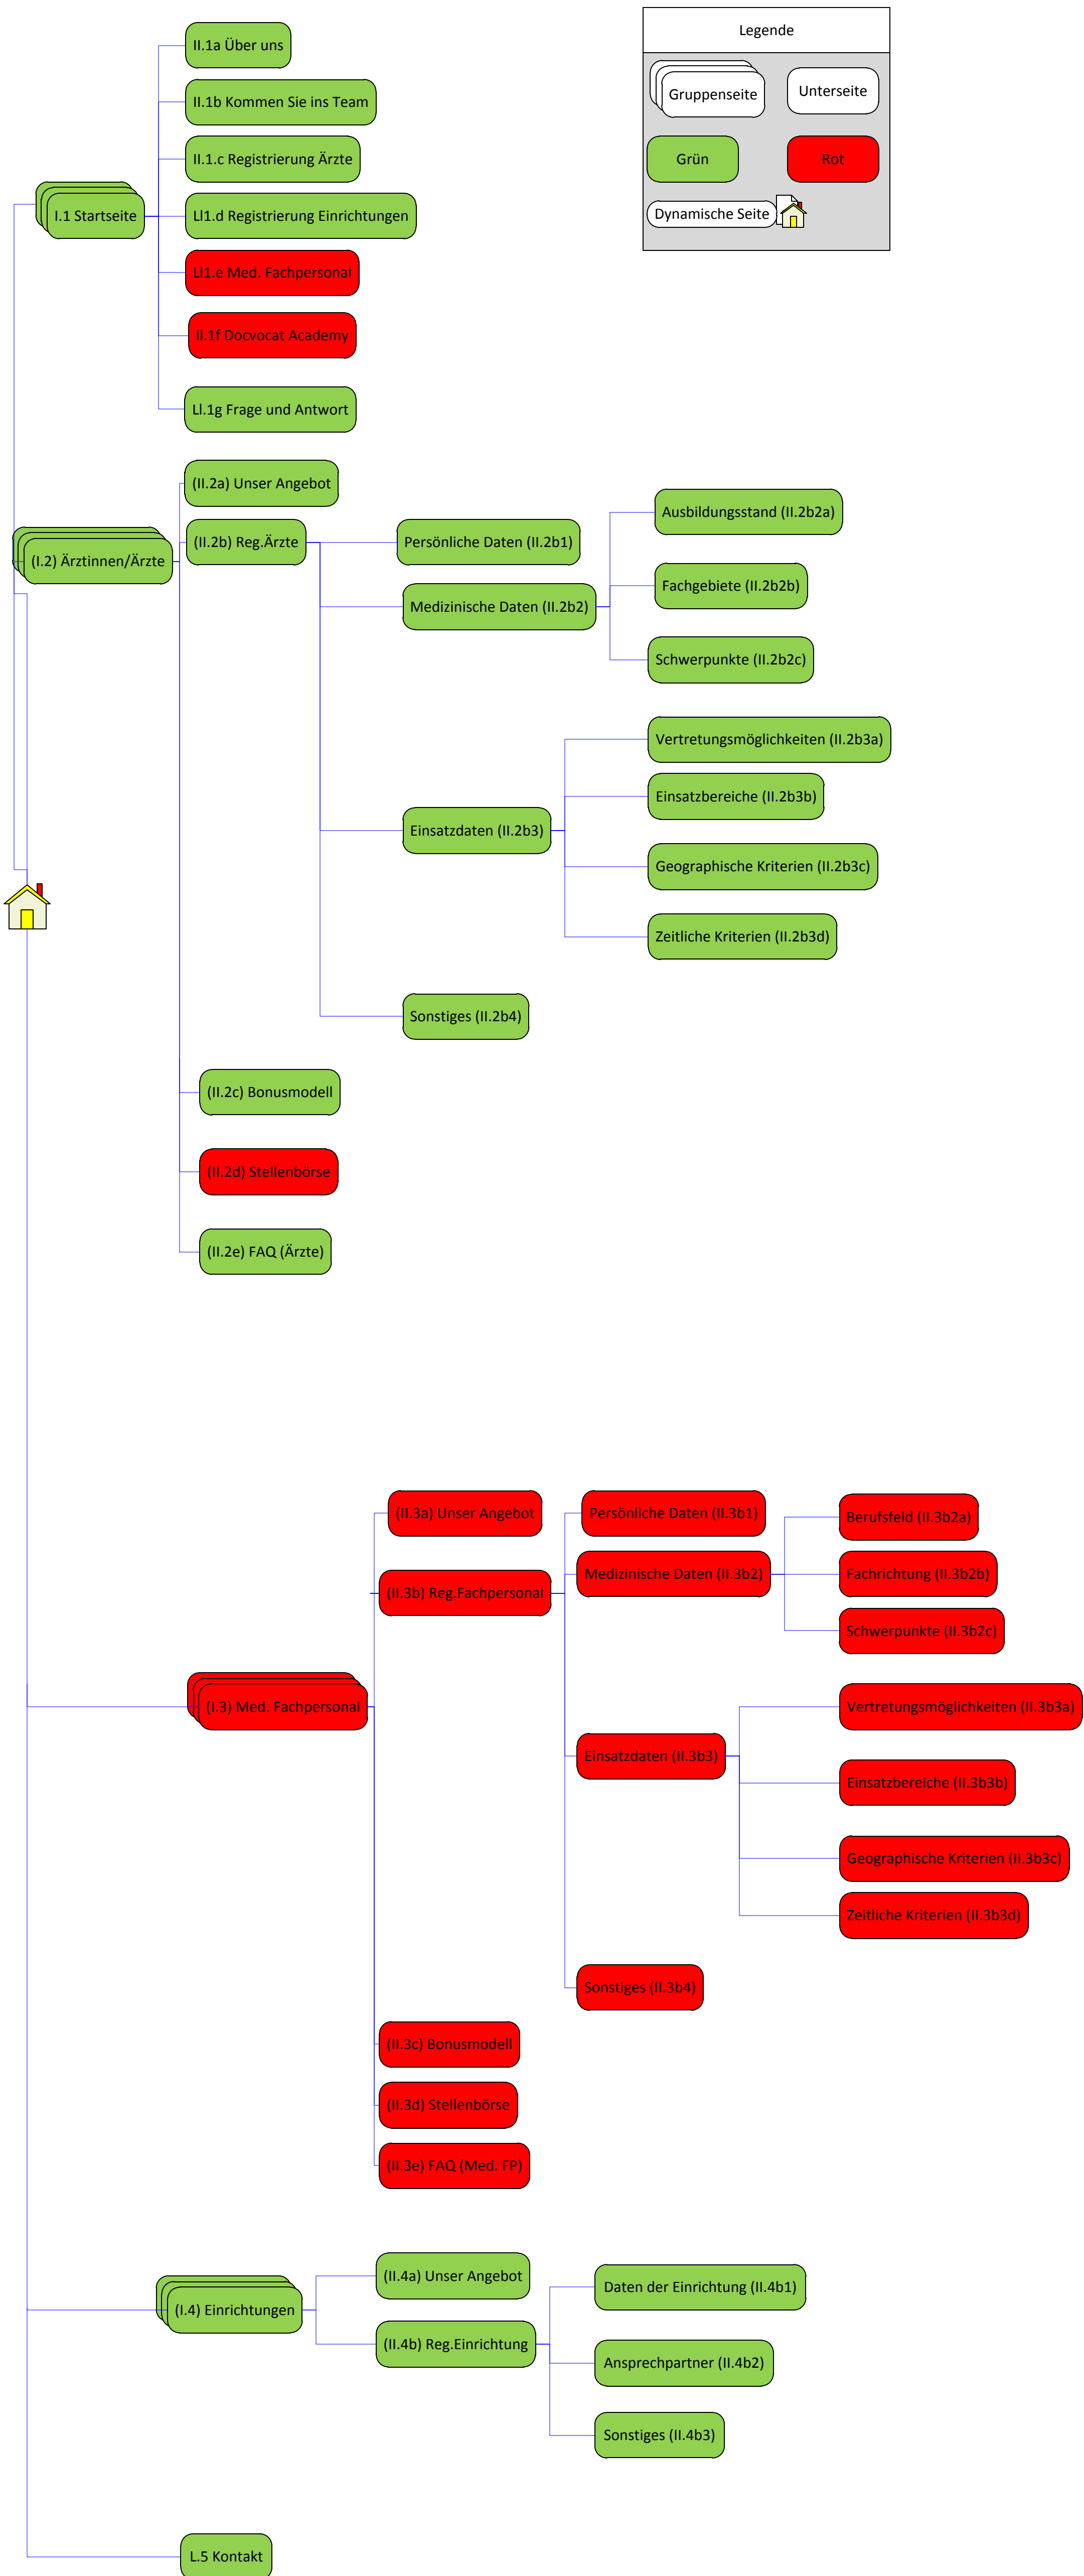 Legende
Gruppenseite
Unterseite
Grün
Rot
Dynamische Seite
I.1 Startseite
II.1a Über uns
II.1b Kommen Sie ins Team
II.1.c Registrierung Ärzte
Ll1.d Registrierung Einrichtungen
Ll1.e Med. Fachpersonal
ll.1f Docvocat Academy
Ll.1g Frage und Antwort
(I.2) Ärztinnen/Ärzte
(II.2a) Unser Angebot
(II.2b) Reg.Ärzte
Persönliche Daten (II.2b1)
Medizinische Daten (II.2b2)
Ausbildungsstand (II.2b2a)
Fachgebiete (II.2b2b)
Schwerpunkte (II.2b2c)
Einsatzdaten (II.2b3)
Vertretungsmöglichkeiten (II.2b3a)
Einsatzbereiche (II.2b3b)
Geographische Kriterien (II.2b3c)
Zeitliche Kriterien (II.2b3d)
Sonstiges (II.2b4)
(II.2c) Bonusmodell
(II.2d) Stellenbörse
(II.2e) FAQ (Ärzte)
(I.3) Med. Fachpersonal
(II.3a) Unser Angebot
(II.3b) Reg.Fachpersonal
Persönliche Daten (II.3b1)
Medizinische Daten (II.3b2)
Berufsfeld (II.3b2a)
Fachrichtung (II.3b2b)
Schwerpunkte (II.3b2c)
Einsatzdaten (II.3b3)
Vertretungsmöglichkeiten (II.3b3a)
Einsatzbereiche (II.3b3b)
Geographische Kriterien (II.3b3c)
Zeitliche Kriterien (II.3b3d)
Sonstiges (II.3b4)
(II.3c) Bonusmodell
(II.3d) Stellenbörse
(II.3e) FAQ (Med. FP)
(I.4) Einrichtungen
(II.4a) Unser Angebot
(II.4b) Reg.Einrichtung
Daten der Einrichtung (II.4b1)
Ansprechpartner (II.4b2)
Sonstiges (II.4b3)
L.5 Kontakt